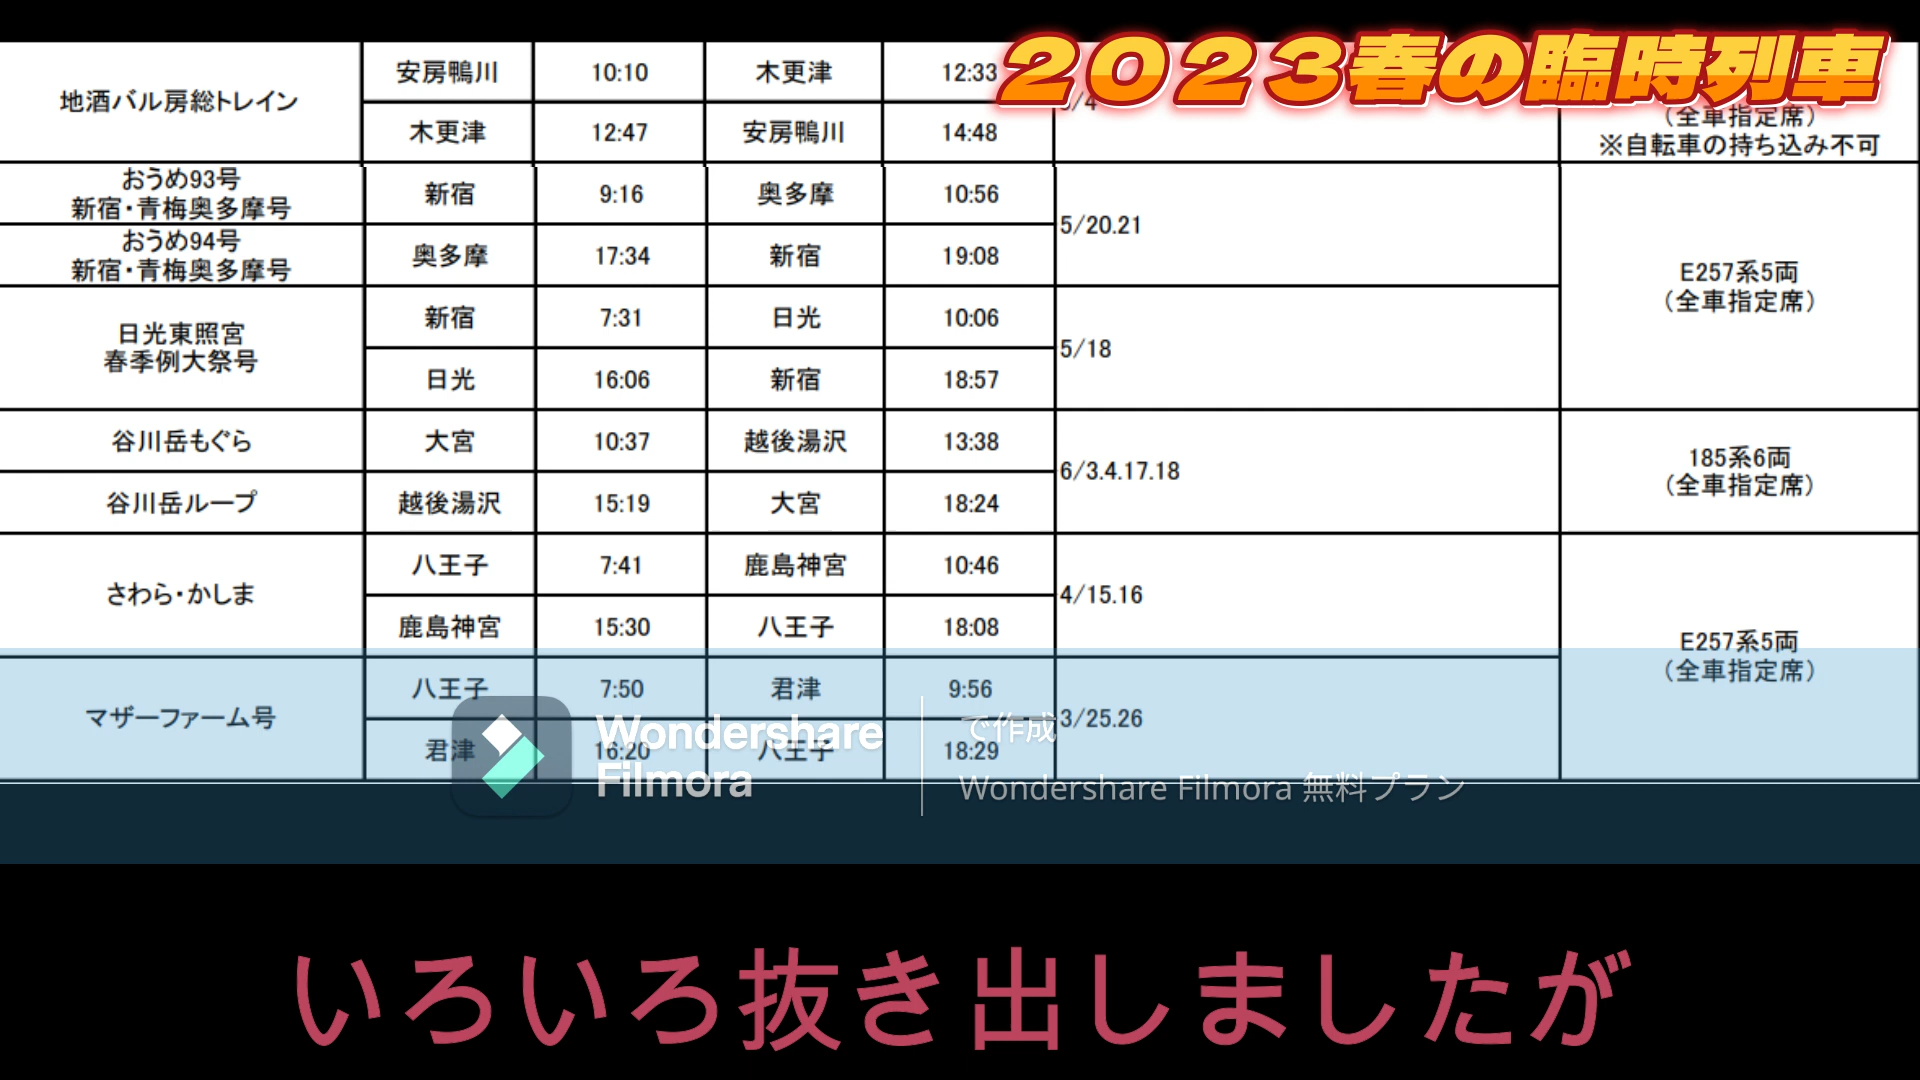 2023春の臨時列車
地酒バル房総トレイン
安房鴨川 10:10 木更津 12:33
木更津 12:47 安房鴨川 14:48
/4
（全車指定席）
※自転車の持ち込み不可
おうめ93号
新宿・青梅奥多摩号
新宿 9:16 奥多摩 10:56
おうめ94号
新宿・青梅奥多摩号
奥多摩 17:34 新宿 19:08
5/20.21
E257系5両
（全車指定席）
日光東照宮
春季例大祭号
新宿 7:31 日光 10:06
日光 16:06 新宿 18:57
5/18
谷川岳もぐら 大宮 10:37 越後湯沢 13:38
谷川岳ループ 越後湯沢 15:19 大宮 18:24
6/3.4.17.18
185系6両
（全車指定席）
さわら・かしま
八王子 7:41 鹿島神宮 10:46
鹿島神宮 15:30 八王子 18:08
4/15.16
E257系5両
（全車指定席）
マザーファーム号
八王子 7:50 君津 9:56
君津 16:20 八王子 18:29
3/25.26
Wondershare
Filmora
で作成
Wondershare Filmora 無料プラン
いろいろ抜き出しましたが